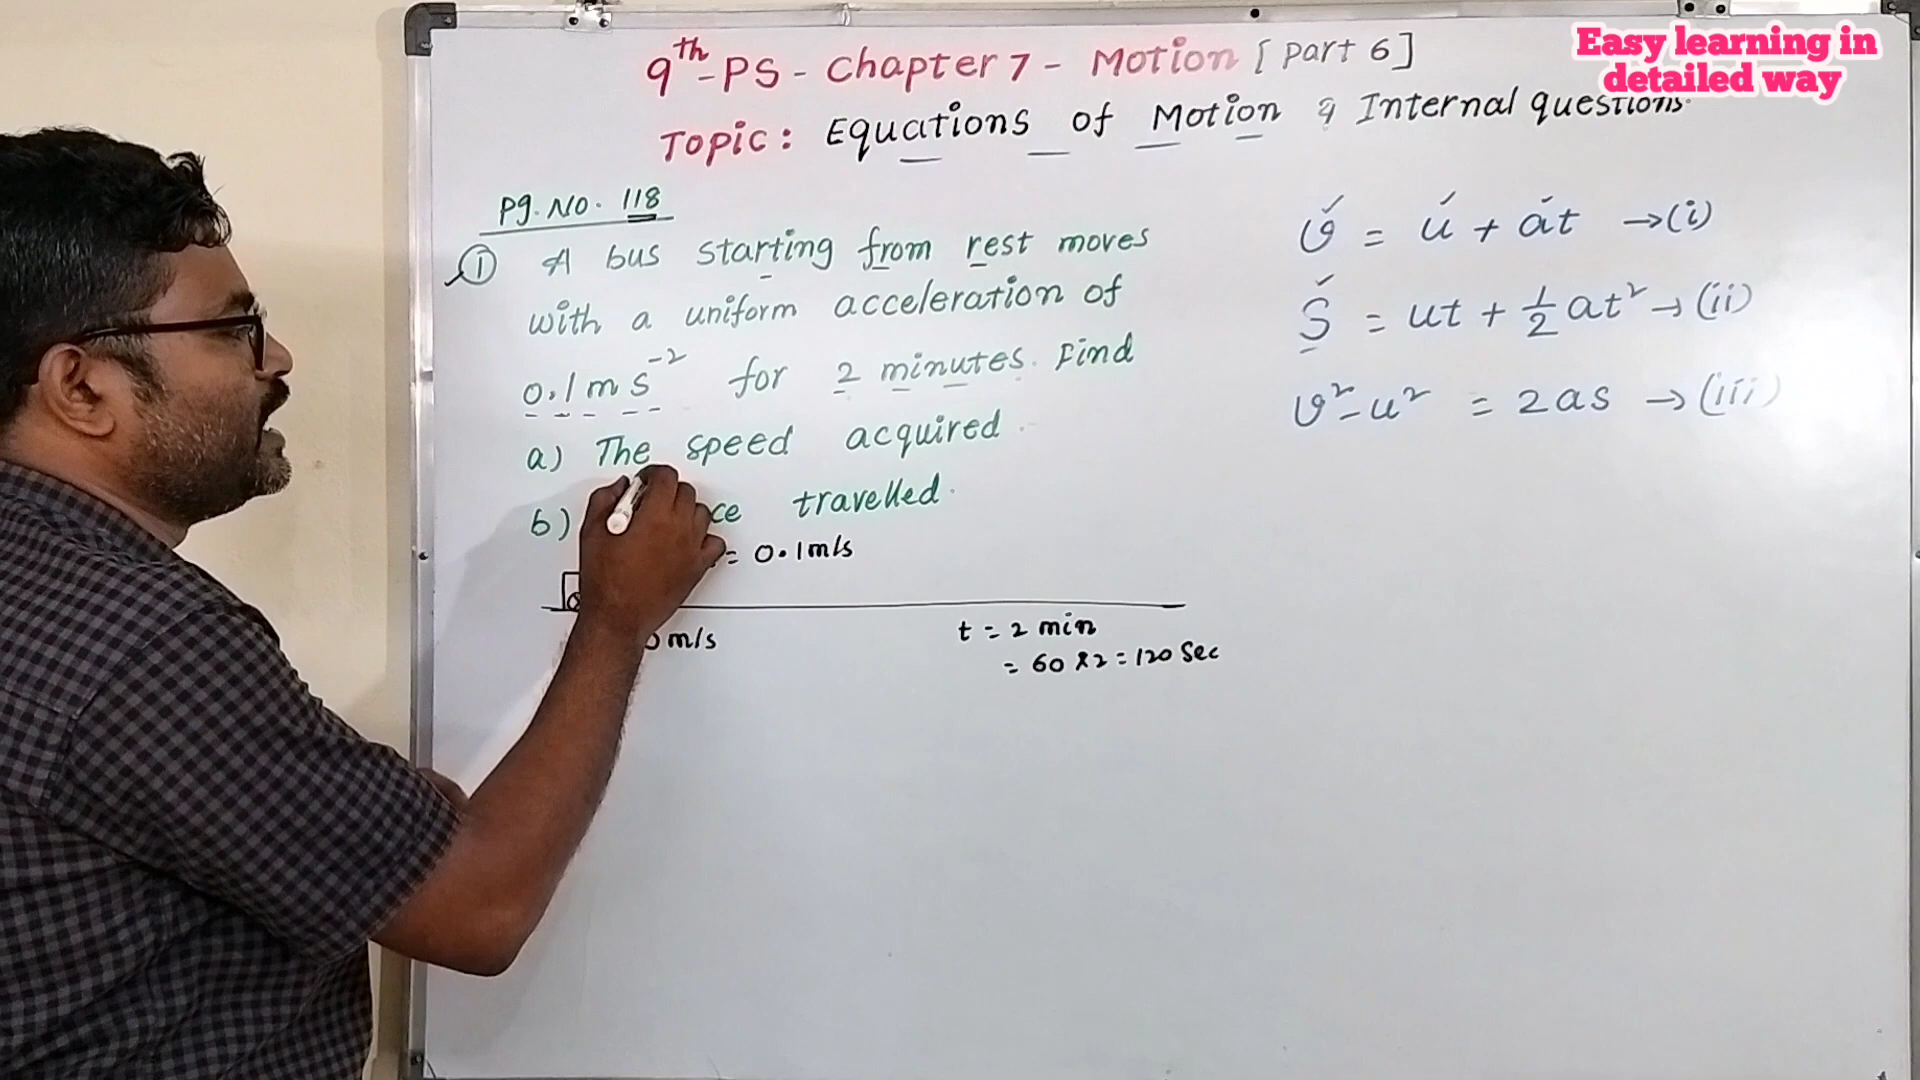 Easy learning in
detailed way
9th - PS - Chapter 7 - Motion [ Part 6 ]
Topic : Equations of Motion & Internal questions.
Pg. No. 118
① A bus starting from rest moves
with a uniform acceleration of
0.1 m s⁻² for 2 minutes. Find
a) The speed acquired.
b) travelled.
= 0.1 m/s
m/s
t = 2 min
= 60 x 2 = 120 Sec
v = u + at → (i)
S = ut + 1/2 at² → (ii)
v² - u² = 2as → (iii)